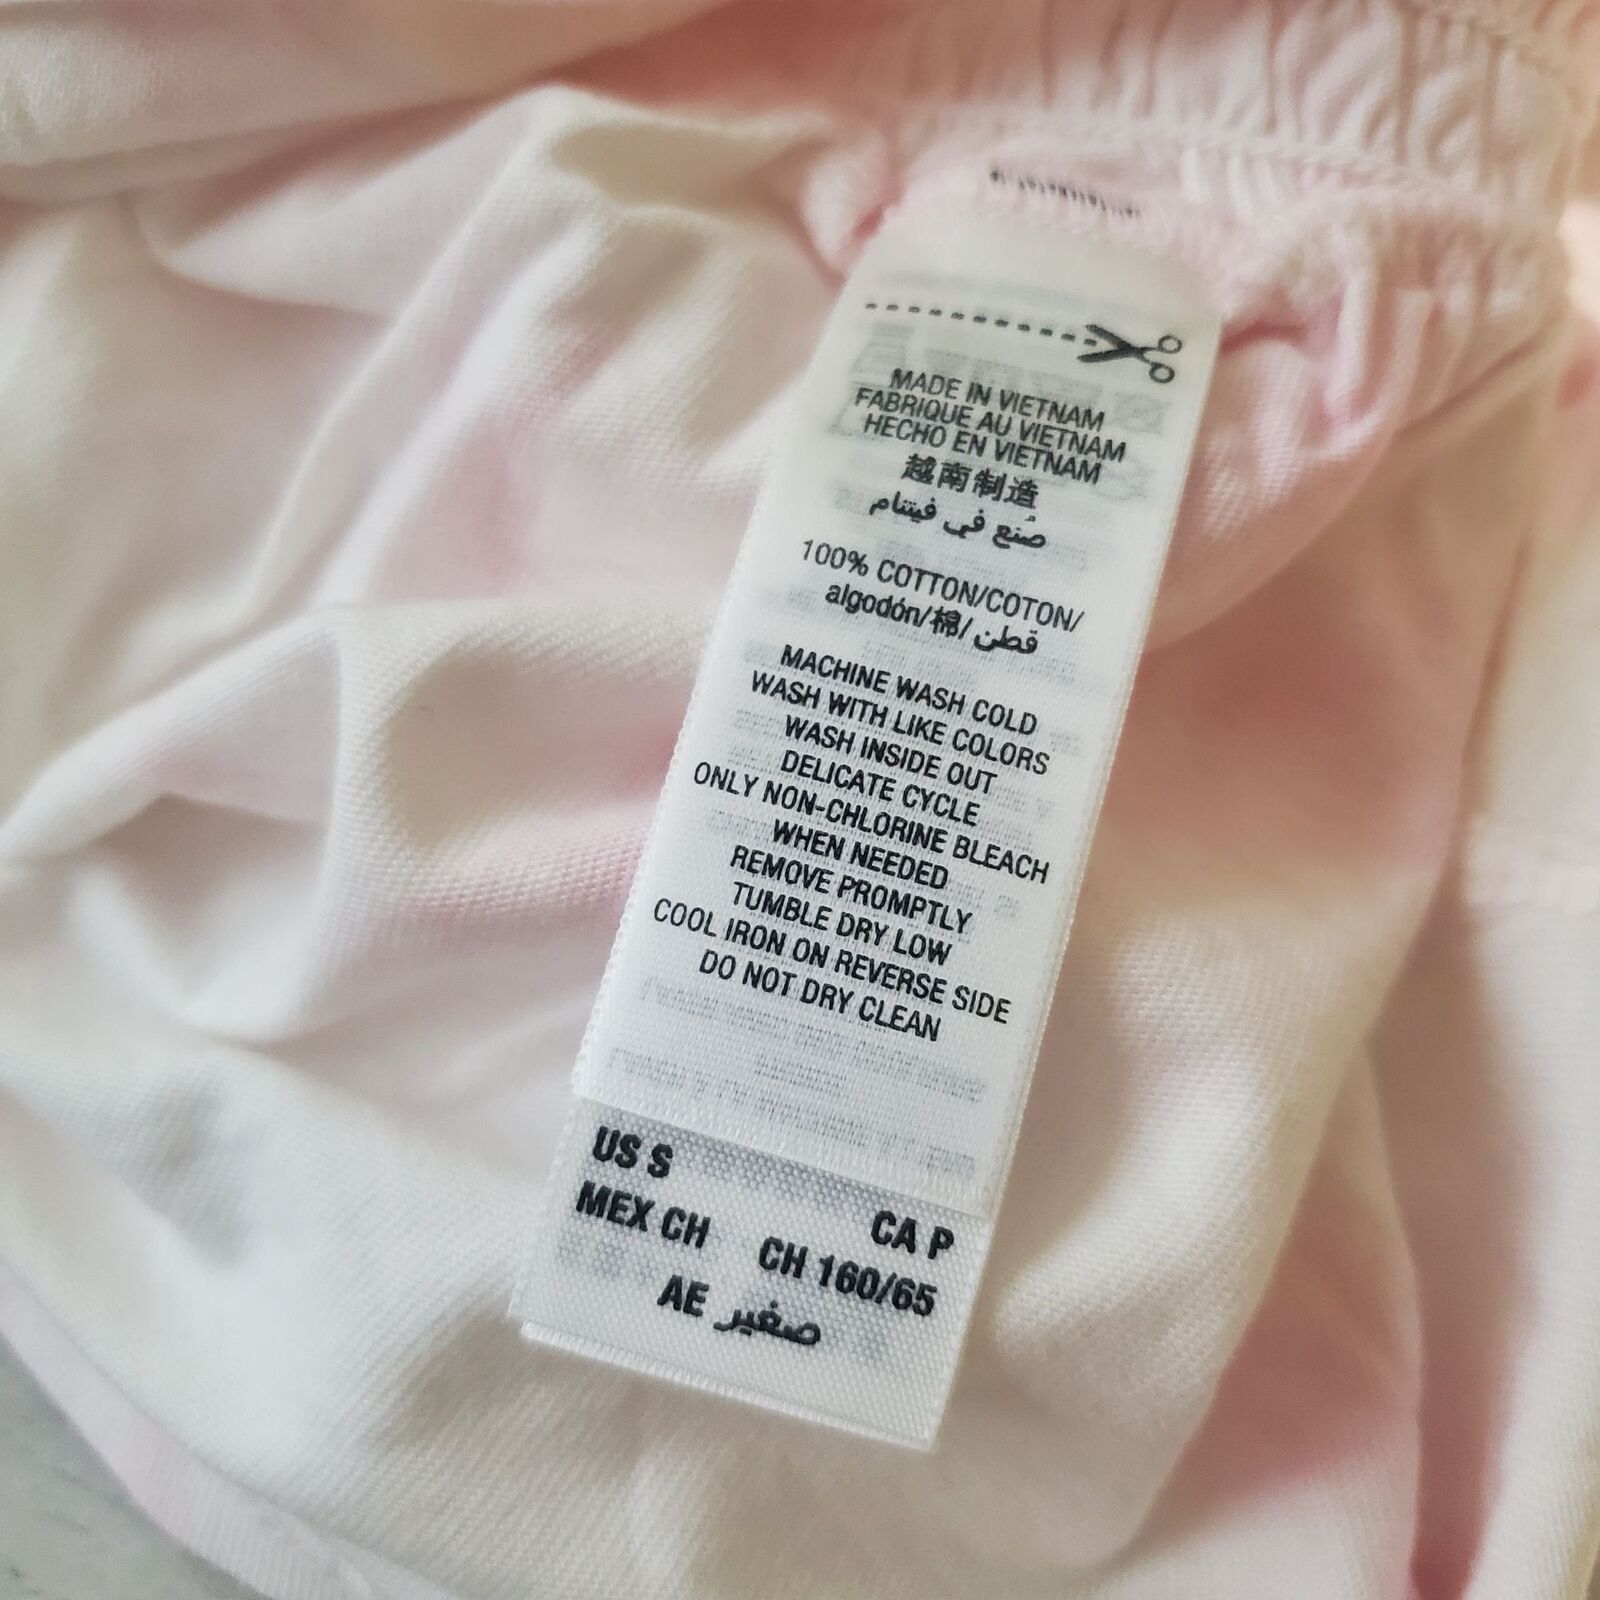 MADE IN VIETNAM
FABRIQUE AU VIETNAM
HECHO EN VIETNAM
越南制造
صُنع في فيتنام
100% COTTON/COTON/
algodón/棉/قطن
MACHINE WASH COLD
WASH WITH LIKE COLORS
WASH INSIDE OUT
DELICATE CYCLE
ONLY NON-CHLORINE BLEACH
WHEN NEEDED
REMOVE PROMPTLY
TUMBLE DRY LOW
COOL IRON ON REVERSE SIDE
DO NOT DRY CLEAN
US S
CA P
MEX CH
CH 160/65
AE صغير